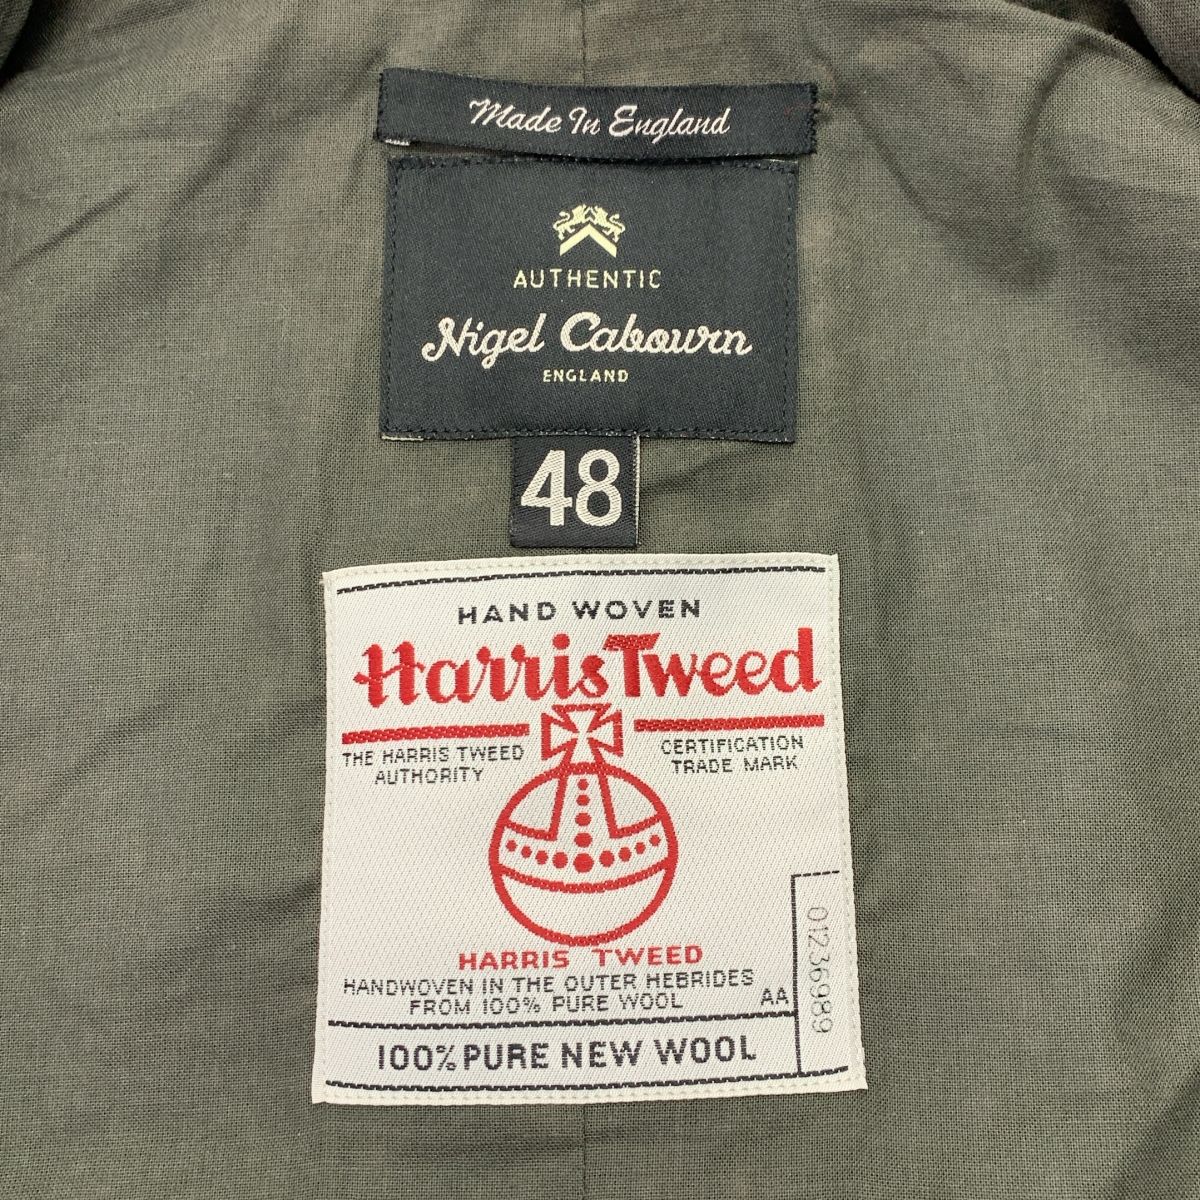 Made In England
AUTHENTIC
Nigel Cabourn
ENGLAND
48
HAND WOVEN
Harris Tweed
THE HARRIS TWEED
AUTHORITY
CERTIFICATION
TRADE MARK
HARRIS TWEED
HANDWOVEN IN THE OUTER HEBRIDES
FROM 100% PURE WOOL
AA
01236989
100% PURE NEW WOOL